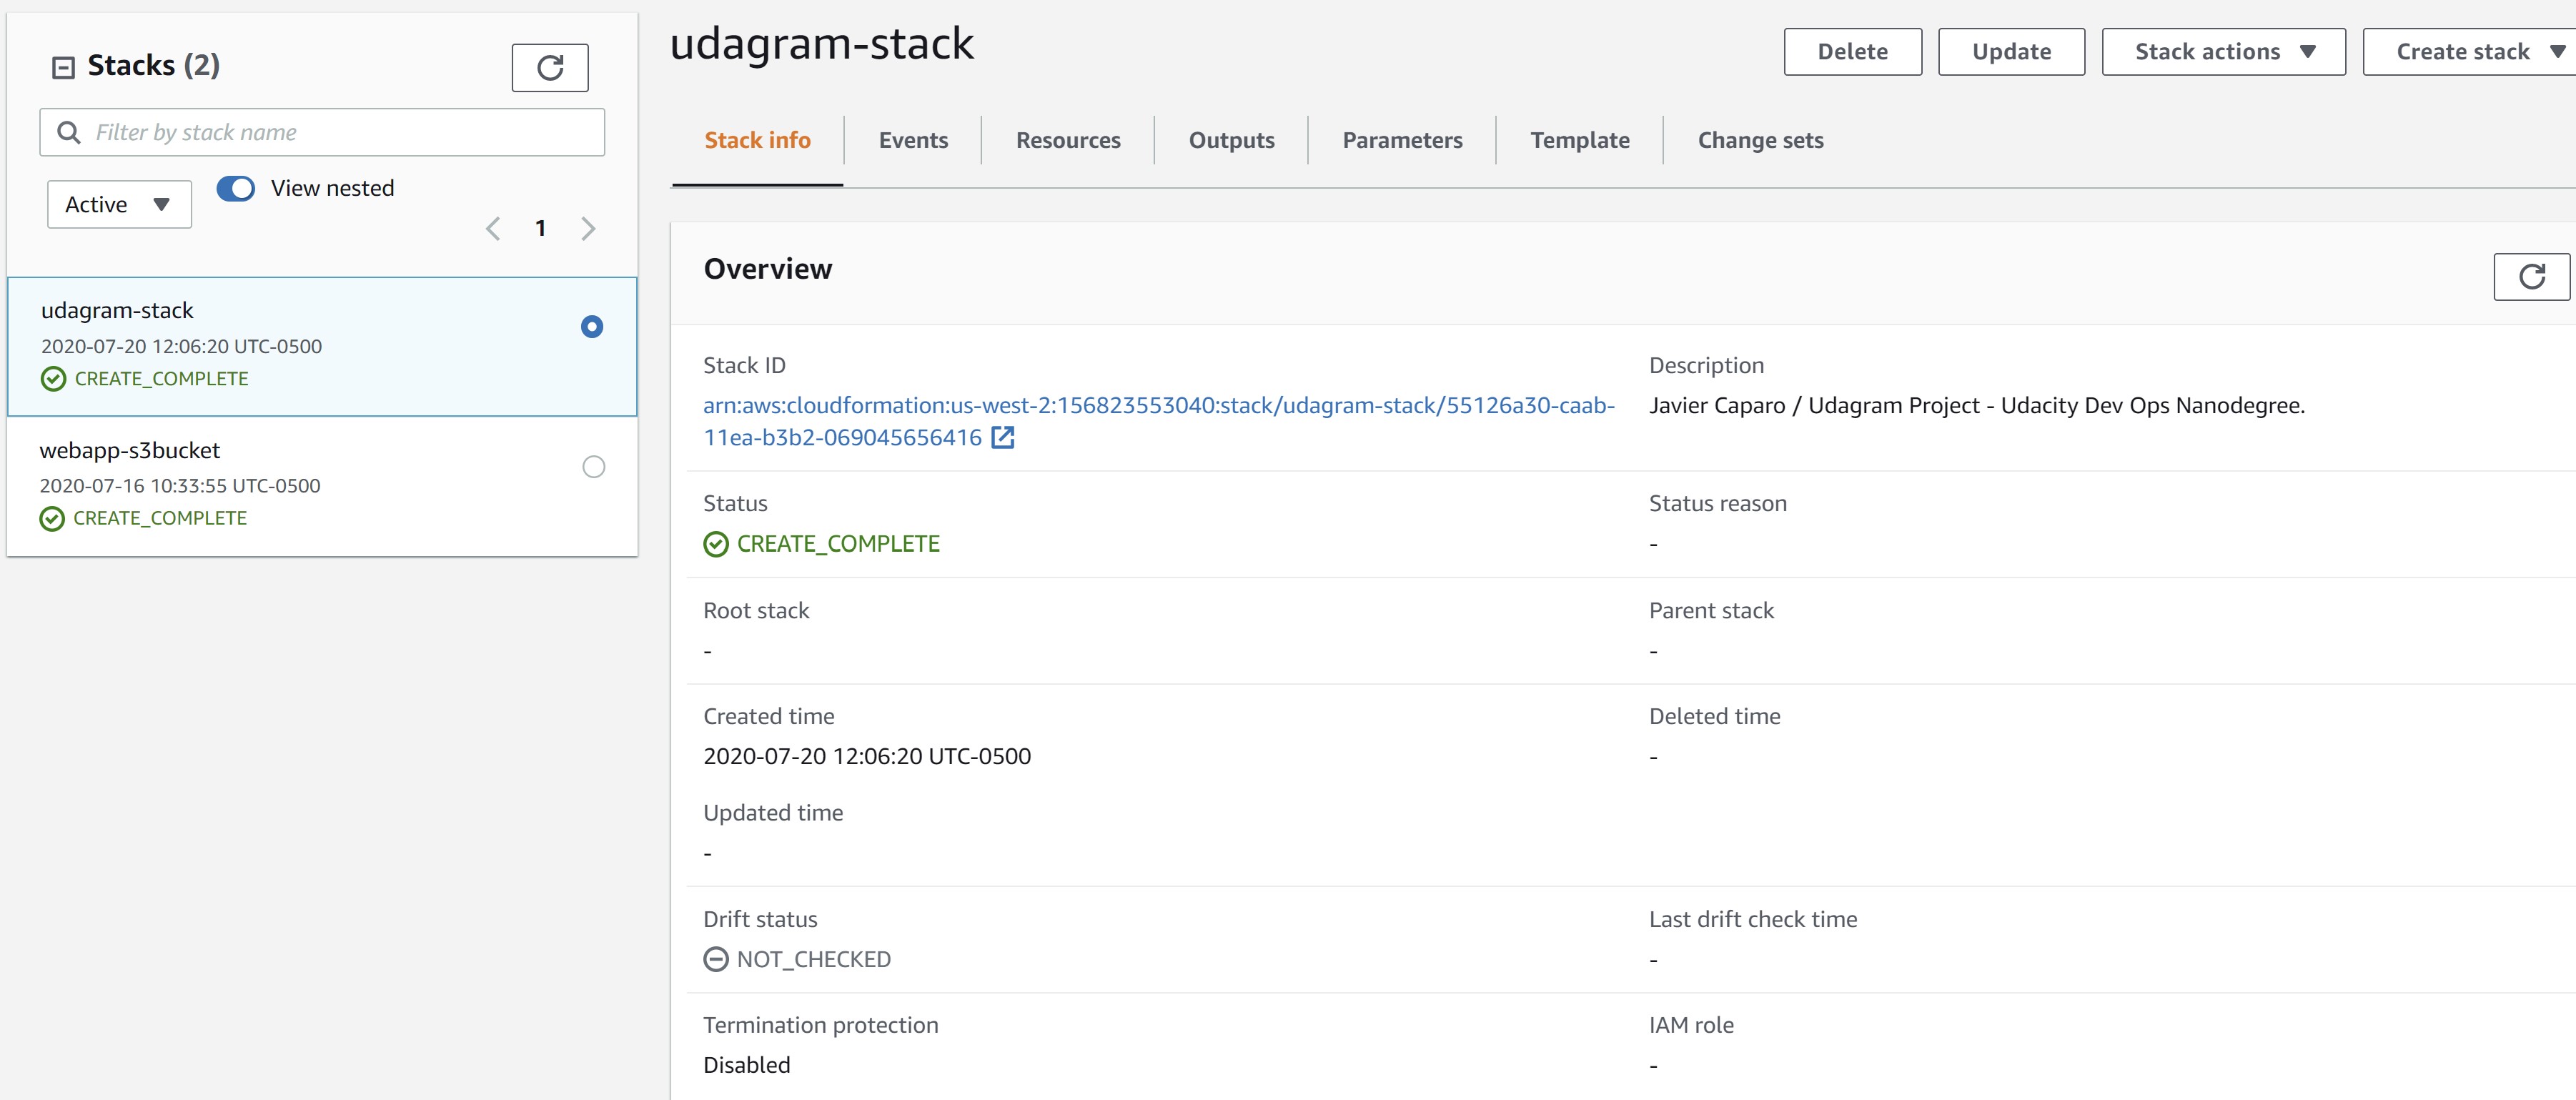 Stacks (2)
Filter by stack name
Active
View nested
1
udagram-stack
2020-07-20 12:06:20 UTC-0500
CREATE_COMPLETE
webapp-s3bucket
2020-07-16 10:33:55 UTC-0500
CREATE_COMPLETE
udagram-stack
Delete
Update
Stack actions
Create stack
Stack info
Events
Resources
Outputs
Parameters
Template
Change sets
Overview
Stack ID
arn:aws:cloudformation:us-west-2:156823553040:stack/udagram-stack/55126a30-caab-
11ea-b3b2-069045656416
Description
Javier Caparo / Udagram Project - Udacity Dev Ops Nanodegree.
Status
CREATE_COMPLETE
Status reason
-
Root stack
-
Parent stack
-
Created time
2020-07-20 12:06:20 UTC-0500
Deleted time
-
Updated time
-
Drift status
NOT_CHECKED
Last drift check time
-
Termination protection
Disabled
IAM role
-